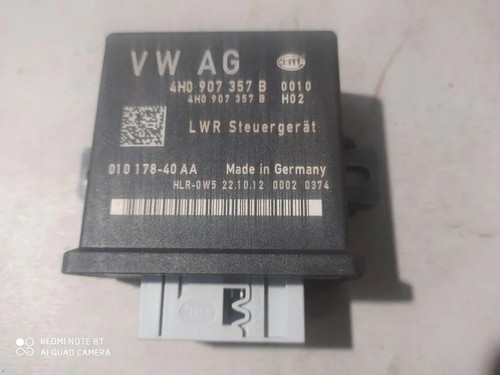 VW AG
HELLA
4H0 907 357 B 0010
4H0 907 357 B H02
LWR Steuergerät
010 178-40 AA Made in Germany
HLR-0W5 22.10.12 0002 0374
REDMI NOTE 8T
AI QUAD CAMERA